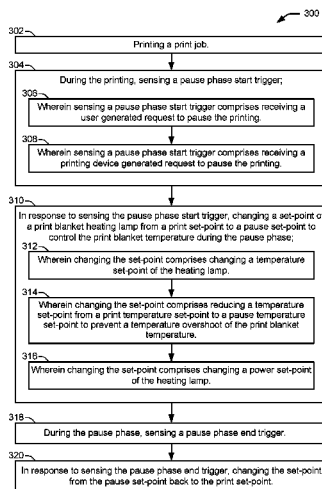 300
302
Printing a print job.
304
During the printing, sensing a pause phase start trigger;
306
Wherein sensing a pause phase start trigger comprises receiving a
user generated request to pause the printing.
308
Wherein sensing a pause phase start trigger comprises receiving a
printing device generated request to pause the printing.
310
In response to sensing the pause phase start trigger, changing a set-point of
a print blanket heating lamp from a print set-point to a pause set-point to
control the print blanket temperature during the pause phase;
312
Wherein changing the set-point comprises changing a temperature
set-point of the heating lamp.
314
Wherein changing the set-point comprises reducing a temperature
set-point from a print temperature set-point to a pause temperature
set-point to prevent a temperature overshoot of the print blanket
temperature.
316
Wherein changing the set-point comprises changing a power set-point
of the heating lamp.
318
During the pause phase, sensing a pause phase end trigger.
320
In response to sensing the pause phase end trigger, changing the set-point
from the pause set-point back to the print set-point.